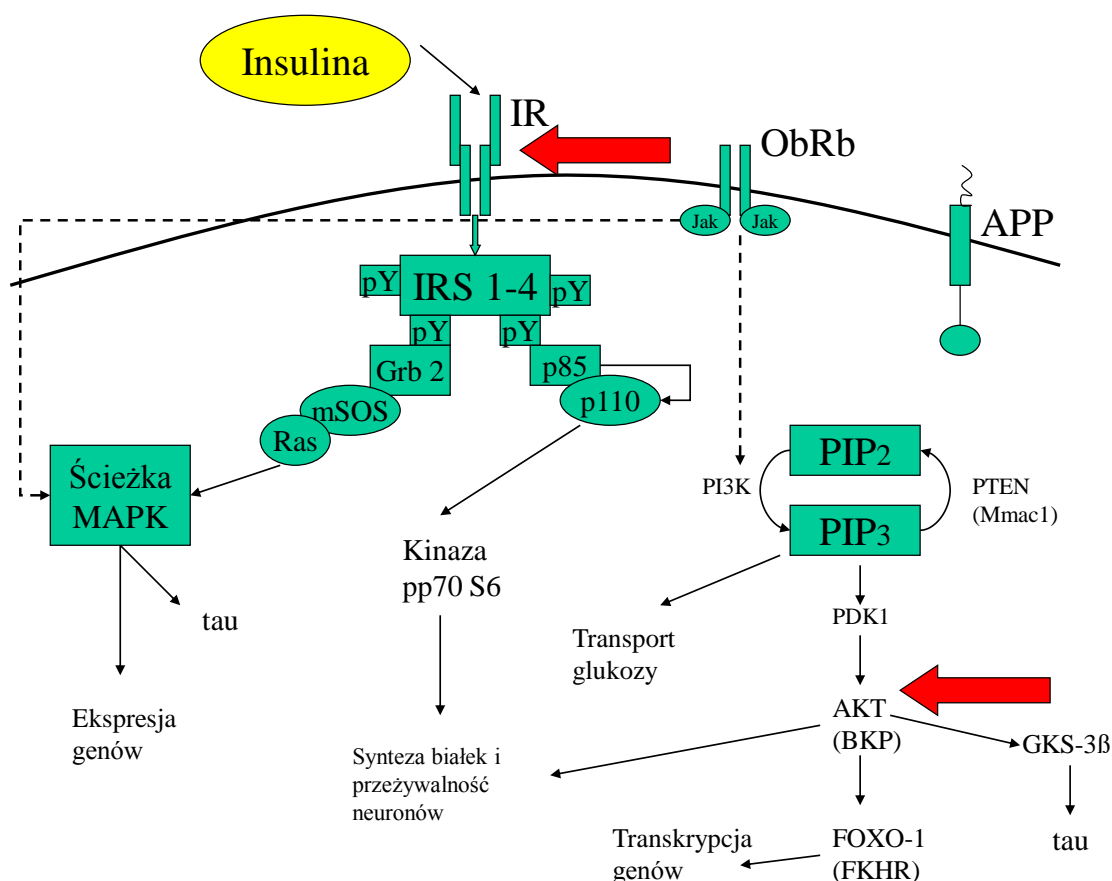 Insulina
IR
ObRb
Jak
Jak
APP
pY
IRS 1-4
pY
pY
pY
Grb 2
p85
mSOS
p110
Ras
Ścieżka
MAPK
PIP2
PI3K
PTEN
(Mmac1)
PIP3
Kinaza
pp70 S6
tau
PDK1
Transport
glukozy
Ekspresja
genów
AKT
(BKP)
GKS-3ß
Synteza białek i
przeżywalność
neuronów
Transkrypcja
genów
FOXO-1
(FKHR)
tau